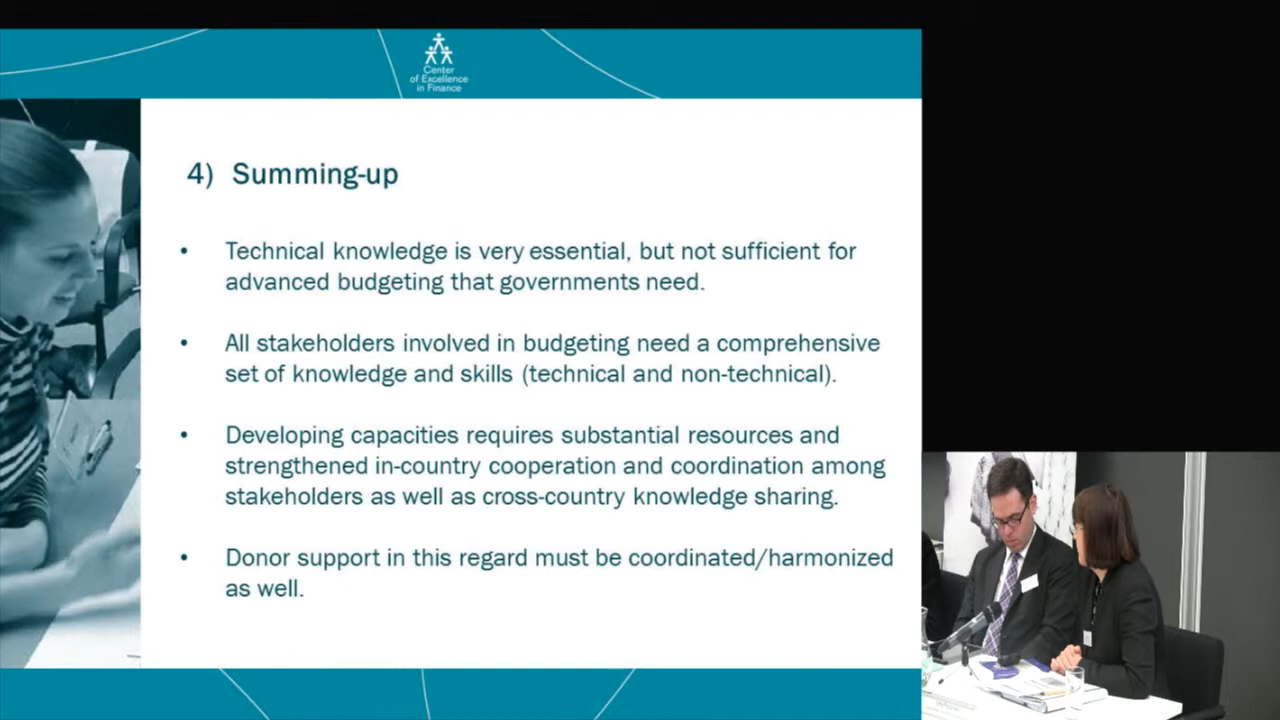 Center
of Excellence
in Finance
4) Summing-up
• Technical knowledge is very essential, but not sufficient for
advanced budgeting that governments need.
• All stakeholders involved in budgeting need a comprehensive
set of knowledge and skills (technical and non-technical).
• Developing capacities requires substantial resources and
strengthened in-country cooperation and coordination among
stakeholders as well as cross-country knowledge sharing.
• Donor support in this regard must be coordinated/harmonized
as well.